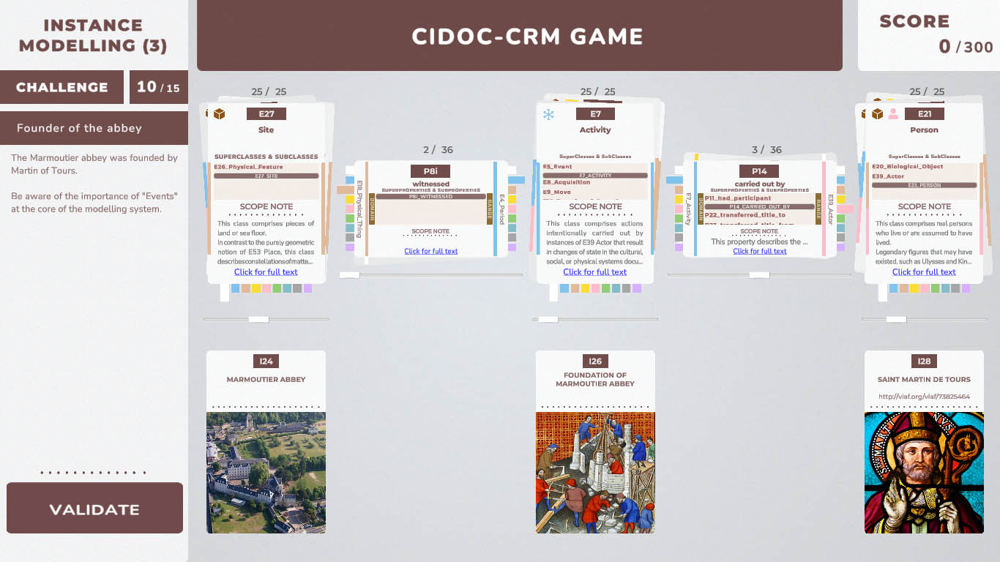 INSTANCE
MODELLING (3)
CHALLENGE
10 / 15
Founder of the abbey
The Marmoutier abbey was founded by
Martin of Tours.
Be aware of the importance of "Events"
at the core of the modelling system.
VALIDATE
CIDOC-CRM GAME
SCORE
0 / 300
25 / 25
E27
Site
SUPERCLASSES & SUBCLASSES
E26_Physical_Feature
E27_SITE
SCOPE NOTE
This class comprises pieces of
land or sea floor.
In contrast to the purely geometric
notion of E53 Place, this class
describes constellations of matte...
Click for full text
2 / 36
P8i
witnessed
SUPERPROPERTIES & SUBPROPERTIES
P8I_WITNESSED
E18_Physical_Thing
DOMAIN
RANGE
E4_Period
SCOPE NOTE
Click for full text
25 / 25
E7
Activity
SuperClasses & SubClasses
E5_Event
E7_ACTIVITY
E8_Acquisition
E9_Move
SCOPE NOTE
This class comprises actions
intentionally carried out by
instances of E39 Actor that result
in changes of state in the cultural,
social, or physical systems docu...
Click for full text
3 / 36
P14
carried out by
SUPERPROPERTIES & SUBPROPERTIES
P11_had_participant
P14_CARRIED_OUT_BY
P22_transferred_title_to
E7_Activity
DOMAIN
RANGE
E39_Actor
SCOPE NOTE
This property describes the ...
Click for full text
25 / 25
E21
Person
SuperClasses & SubClasses
E20_Biological_Object
E39_Actor
E21_PERSON
SCOPE NOTE
This class comprises real persons
who live or are assumed to have
lived.
Legendary figures that may have
existed, such as Ulysses and Kin...
Click for full text
I24
MARMOUTIER ABBEY
I26
FOUNDATION OF
MARMOUTIER ABBEY
I28
SAINT MARTIN DE TOURS
http://viaf.org/viaf/73825464